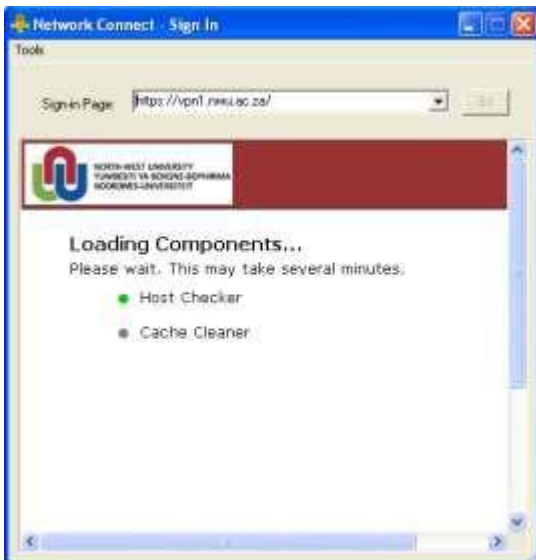 Network Connect - Sign In
Tools
Sign-in Page: https://vpn1.nwu.ac.za/
NORTH-WEST UNIVERSITY
YUNIBESITI YA BOKONE-BOPHIRIMA
NOORDWES-UNIVERSITEIT
Loading Components...
Please wait. This may take several minutes.
Host Checker
Cache Cleaner